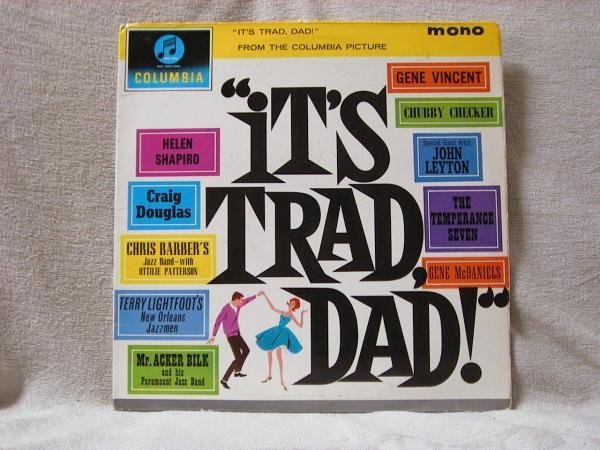 "IT'S TRAD, DAD!"
FROM THE COLUMBIA PICTURE
mono
COLUMBIA
"iT'S
TRAD,
DAD!"
HELEN
SHAPIRO
Craig
Douglas
CHRIS BARBER'S
Jazz Band-with
OTTILIE PATTERSON
TERRY LIGHTFOOT'S
New Orleans
Jazzmen
Mr. ACKER BILK
and his
Paramount Jazz Band
GENE VINCENT
CHUBBY CHECKER
Special Guest Artist
JOHN
LEYTON
THE
TEMPERANCE
SEVEN
GENE McDANIELS